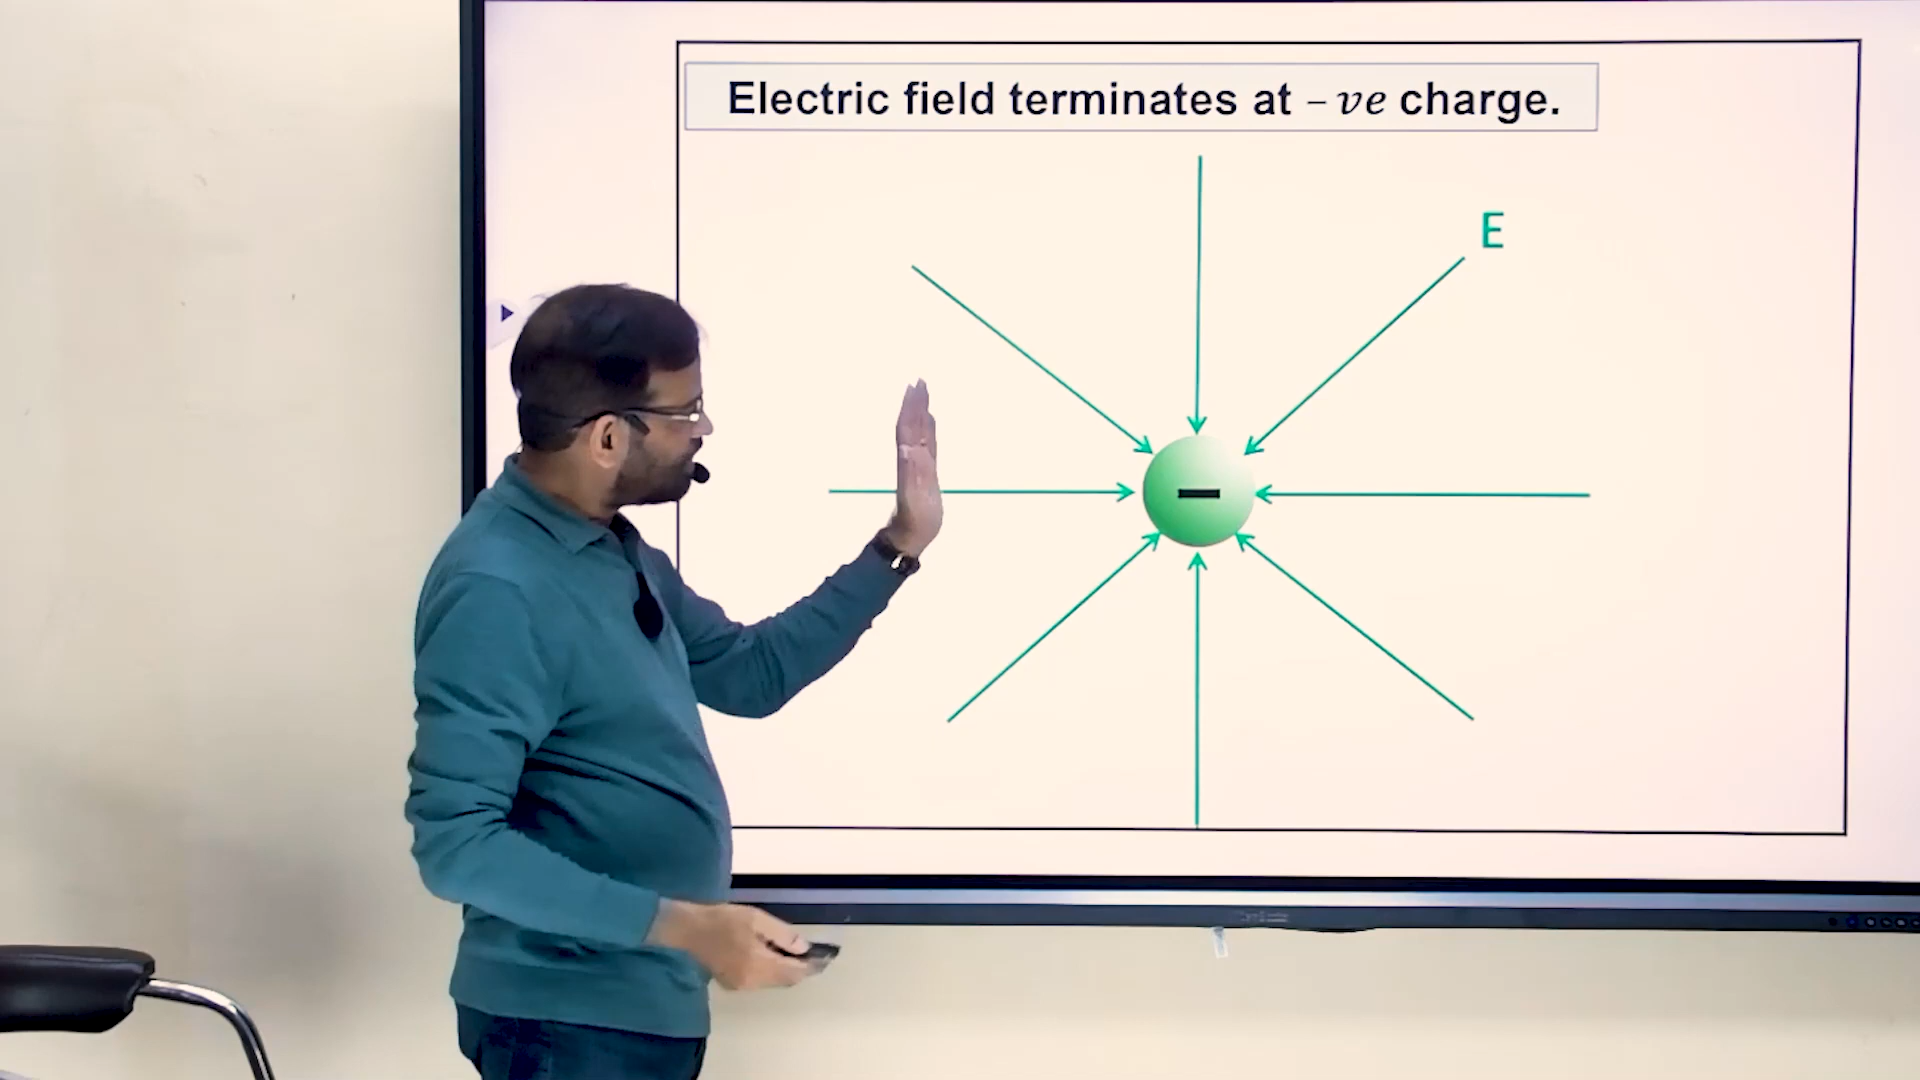 Electric field terminates at – ve charge.
E